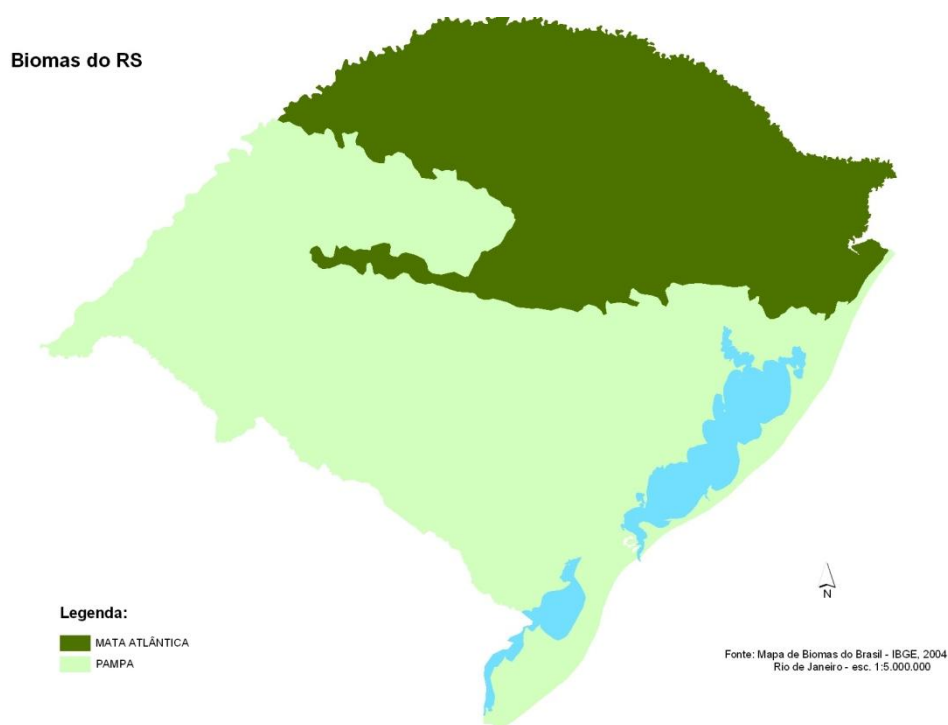 Biomas do RS
N
Legenda:
MATA ATLÂNTICA
PAMPA
Fonte: Mapa de Biomas do Brasil - IBGE, 2004
Rio de Janeiro - esc. 1:5.000.000